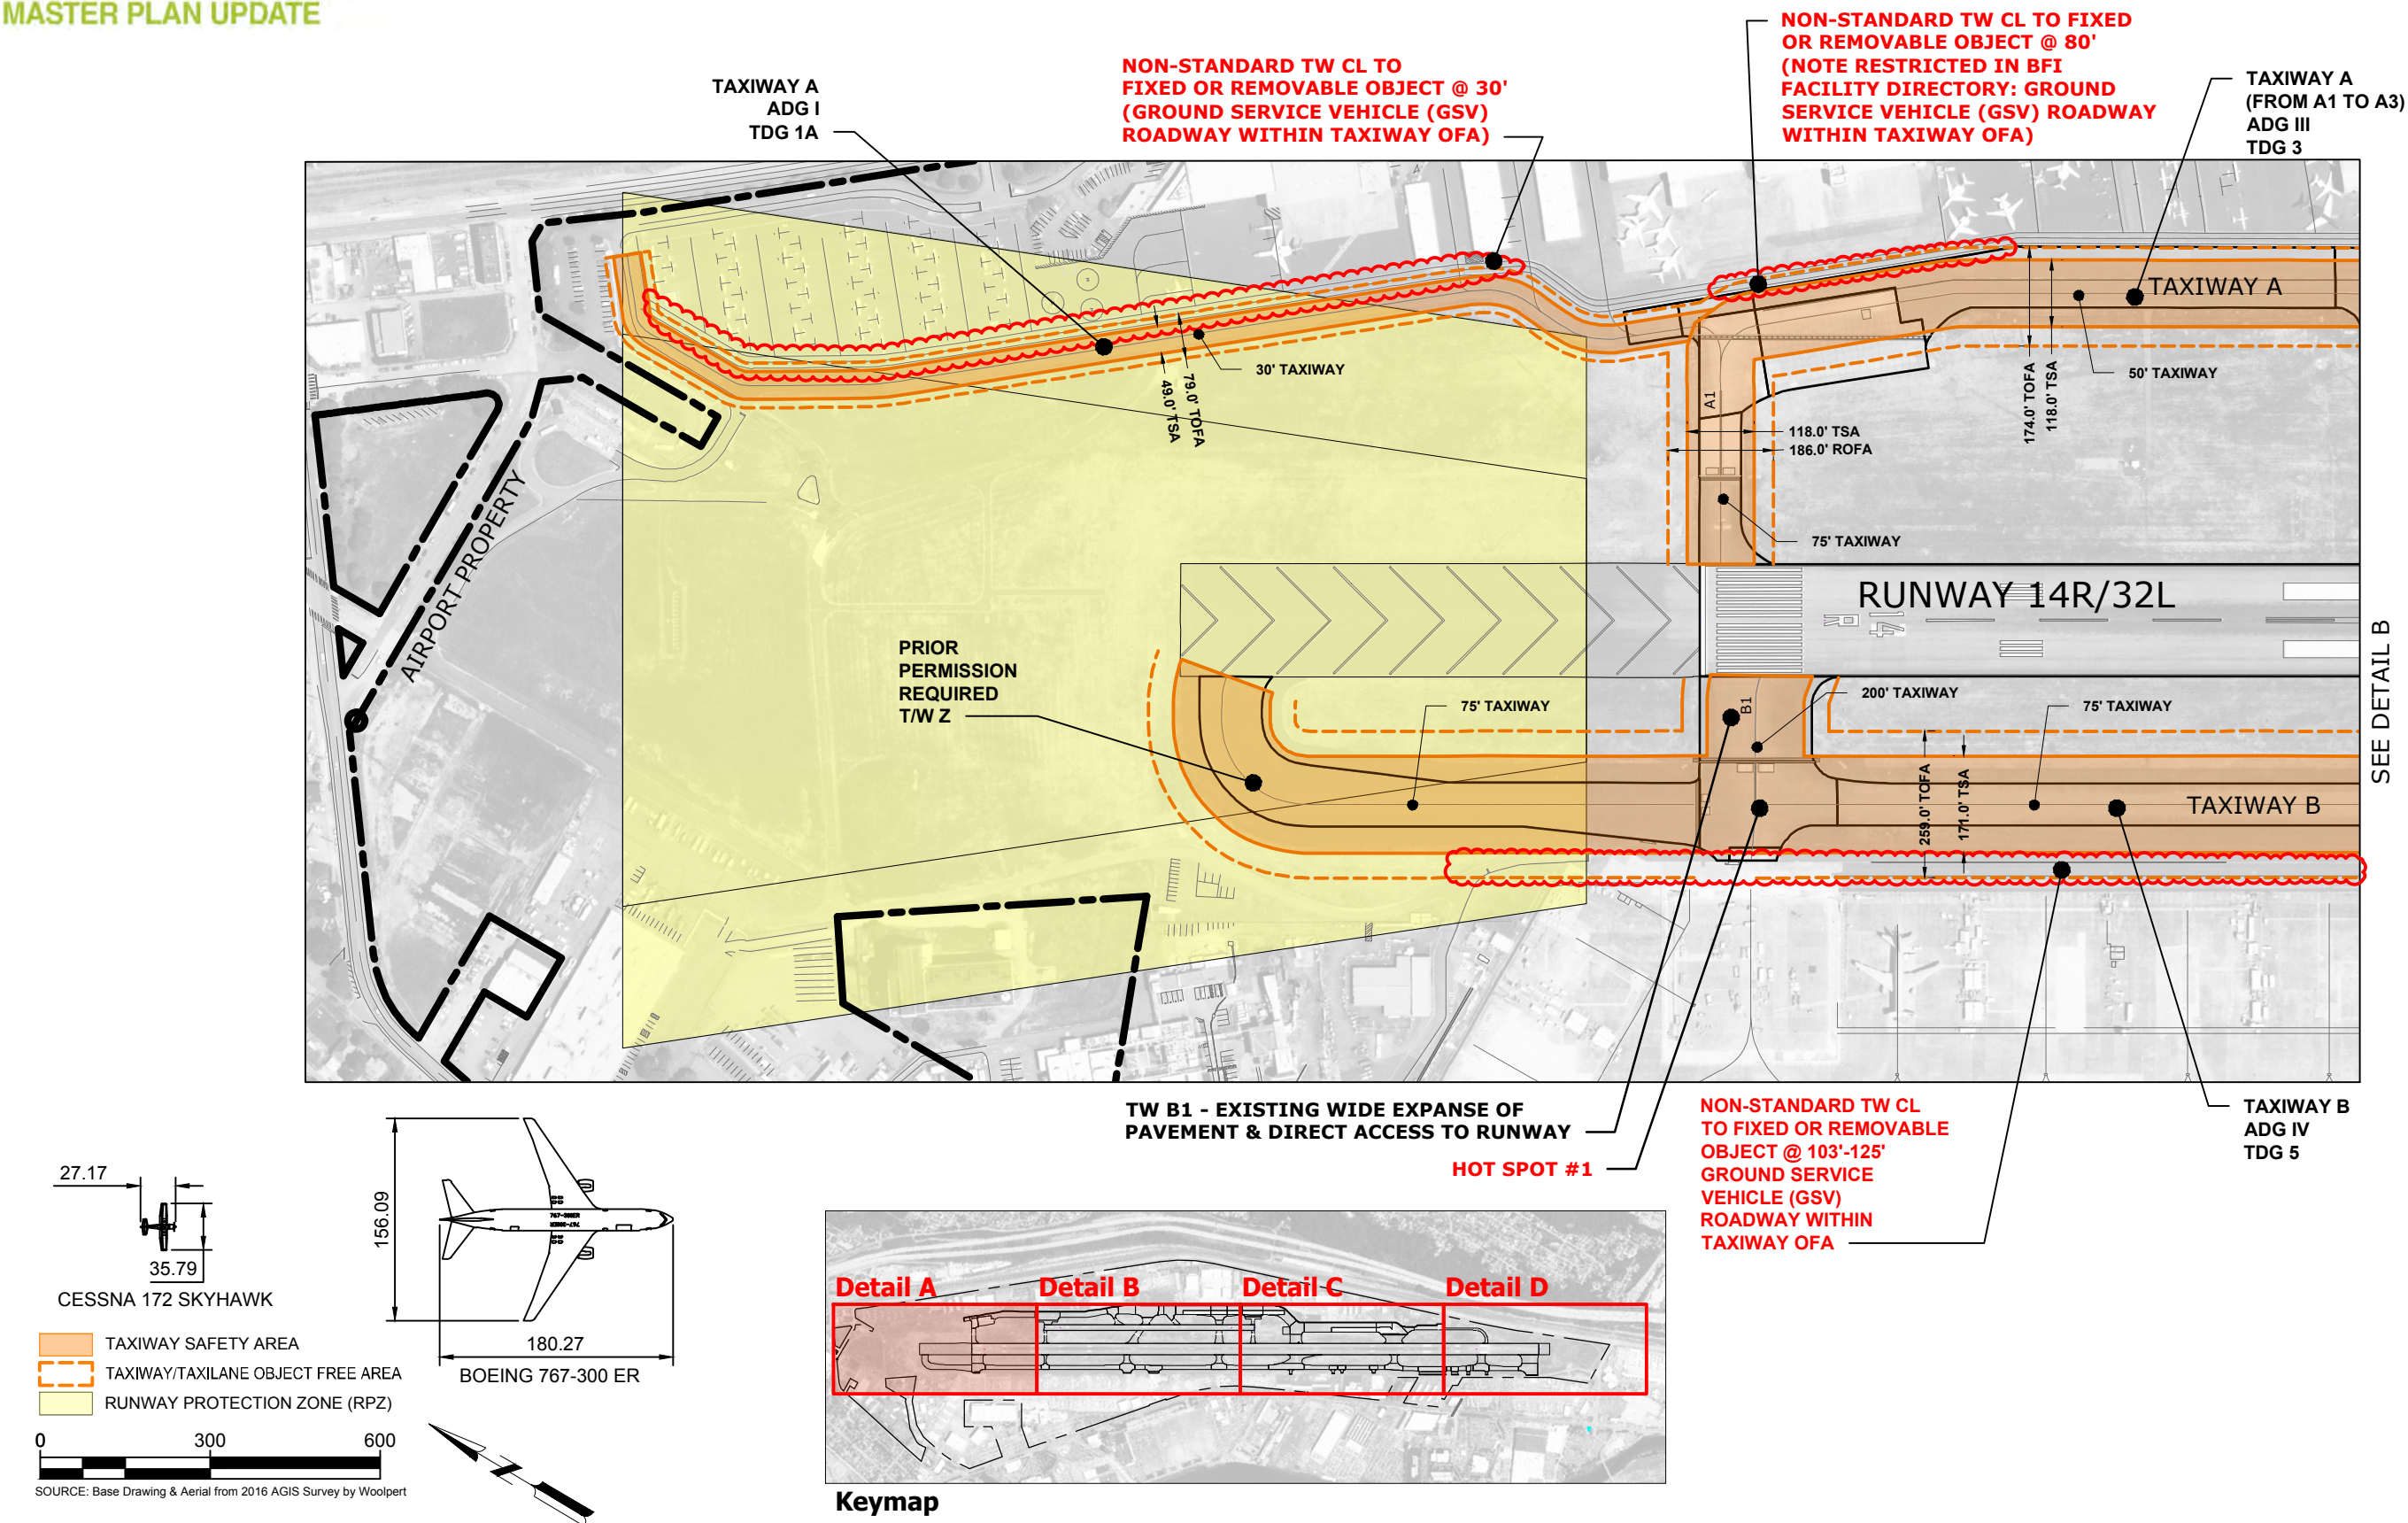 MASTER PLAN UPDATE
TAXIWAY A
ADG I
TDG 1A
NON-STANDARD TW CL TO
FIXED OR REMOVABLE OBJECT @ 30'
(GROUND SERVICE VEHICLE (GSV)
ROADWAY WITHIN TAXIWAY OFA)
NON-STANDARD TW CL TO FIXED
OR REMOVABLE OBJECT @ 80'
(NOTE RESTRICTED IN BFI
FACILITY DIRECTORY: GROUND
SERVICE VEHICLE (GSV) ROADWAY
WITHIN TAXIWAY OFA)
TAXIWAY A
(FROM A1 TO A3)
ADG III
TDG 3
TAXIWAY A
30' TAXIWAY
49.0' TSA
79.0' TOFA
50' TAXIWAY
174.0' TOFA
118.0' TSA
A1
118.0' TSA
186.0' ROFA
75' TAXIWAY
AIRPORT PROPERTY
RUNWAY 14R/32L
14
R
SEE DETAIL B
PRIOR
PERMISSION
REQUIRED
T/W Z
75' TAXIWAY
B1
200' TAXIWAY
75' TAXIWAY
259.0' TOFA
171.0' TSA
TAXIWAY B
TW B1 - EXISTING WIDE EXPANSE OF
PAVEMENT & DIRECT ACCESS TO RUNWAY
HOT SPOT #1
NON-STANDARD TW CL
TO FIXED OR REMOVABLE
OBJECT @ 103'-125'
GROUND SERVICE
VEHICLE (GSV)
ROADWAY WITHIN
TAXIWAY OFA
TAXIWAY B
ADG IV
TDG 5
27.17
35.79
CESSNA 172 SKYHAWK
156.09
767-300ER
767-300ER
180.27
BOEING 767-300 ER
TAXIWAY SAFETY AREA
TAXIWAY/TAXILANE OBJECT FREE AREA
RUNWAY PROTECTION ZONE (RPZ)
0 300 600
SOURCE: Base Drawing & Aerial from 2016 AGIS Survey by Woolpert
N
Detail A
Detail B
Detail C
Detail D
Keymap